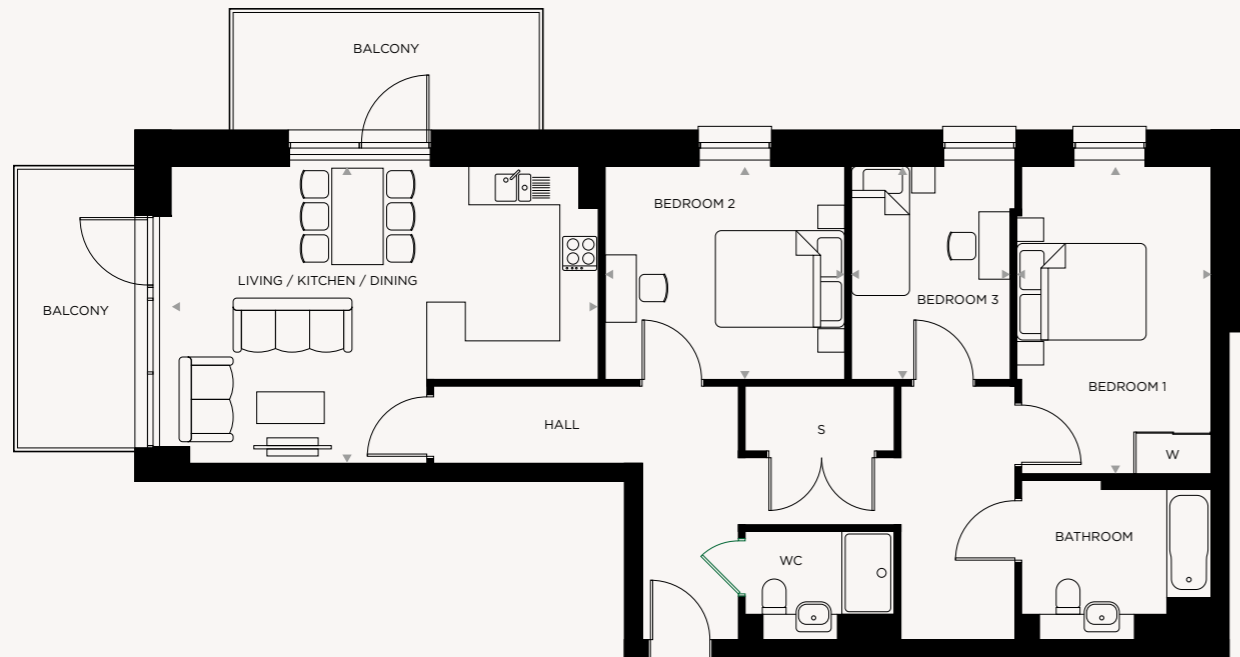 BALCONY
BEDROOM 2
LIVING / KITCHEN / DINING
BEDROOM 3
BALCONY
BEDROOM 1
HALL
S
W
BATHROOM
WC